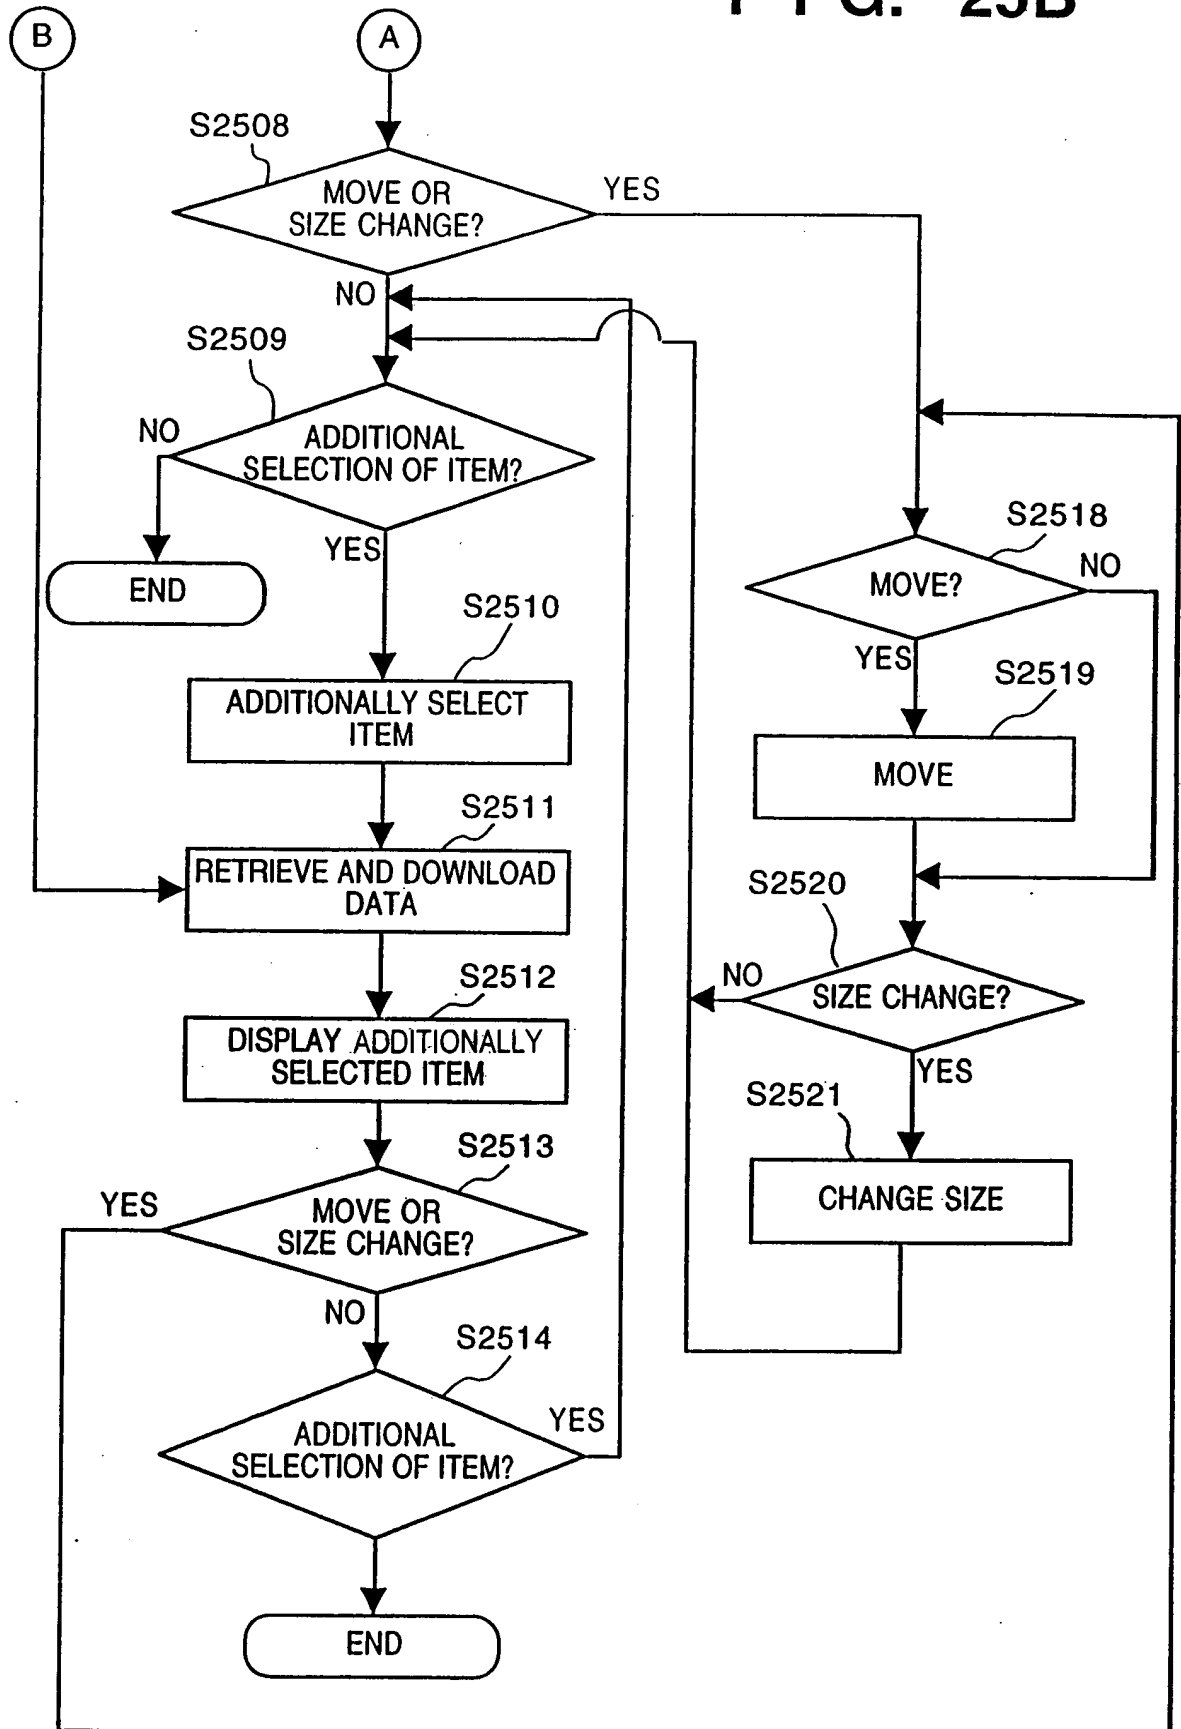 FIG. 25B
B
A
S2508
MOVE OR
SIZE CHANGE?
YES
NO
S2509
NO
ADDITIONAL
SELECTION OF ITEM?
YES
END
S2510
ADDITIONALLY SELECT
ITEM
S2511
RETRIEVE AND DOWNLOAD
DATA
S2512
DISPLAY ADDITIONALLY
SELECTED ITEM
S2513
YES
MOVE OR
SIZE CHANGE?
NO
S2514
YES
ADDITIONAL
SELECTION OF ITEM?
END
S2518
MOVE?
NO
YES
S2519
MOVE
S2520
NO
SIZE CHANGE?
YES
S2521
CHANGE SIZE